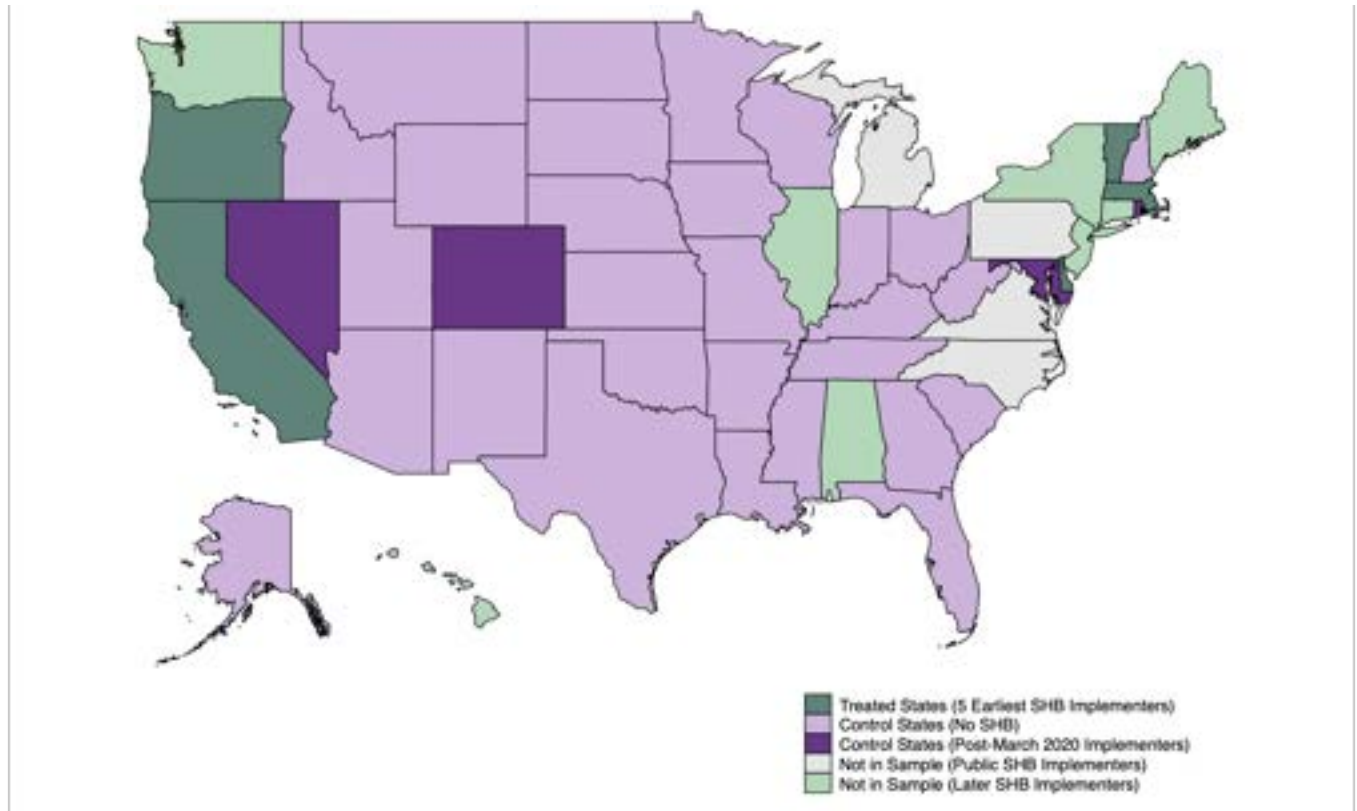 Treated States (5 Earliest SHB Implementers)
Control States (No SHB)
Control States (Post-March 2020 Implementers)
Not in Sample (Public SHB Implementers)
Not in Sample (Later SHB Implementers)